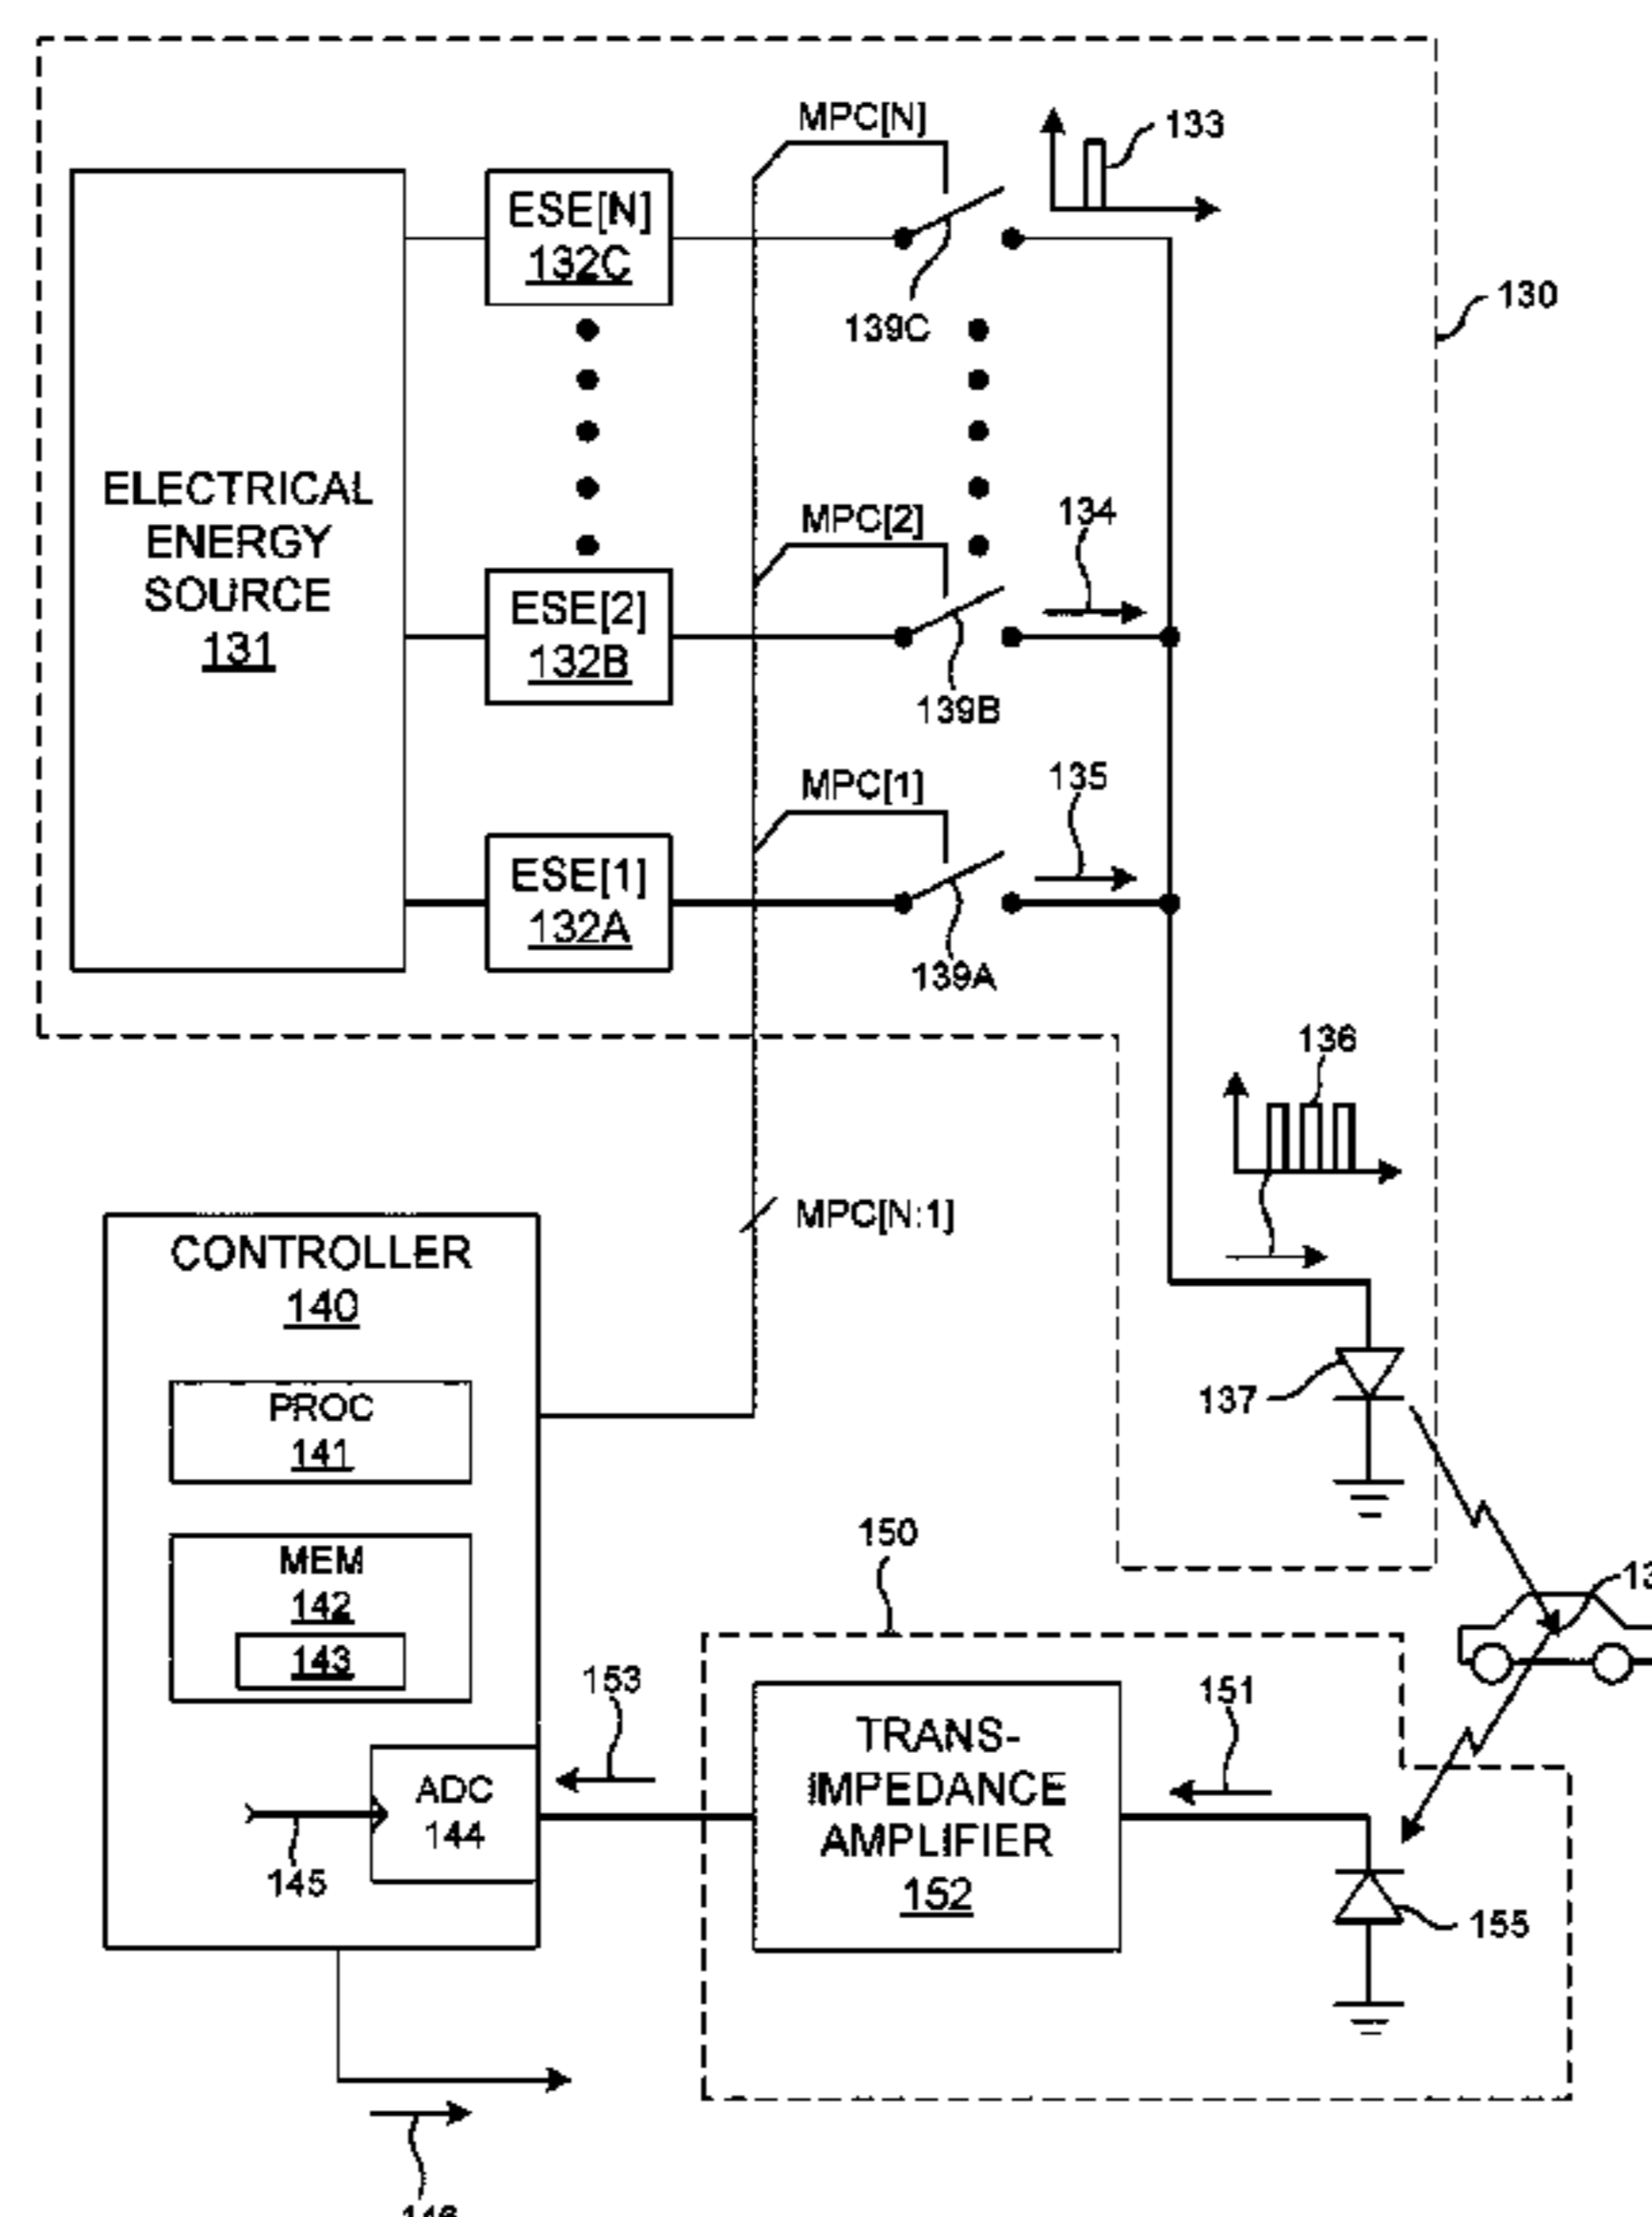 MPC[N]
133
ESE[N]
132C
139C
130
ELECTRICAL
ENERGY
SOURCE
131
MPC[2]
134
ESE[2]
132B
139B
MPC[1]
135
ESE[1]
132A
139A
136
MPC[N:1]
CONTROLLER
140
137
PROC
141
MEM
142
143
150
153
151
ADC
144
145
TRANS-
IMPEDANCE
AMPLIFIER
152
155